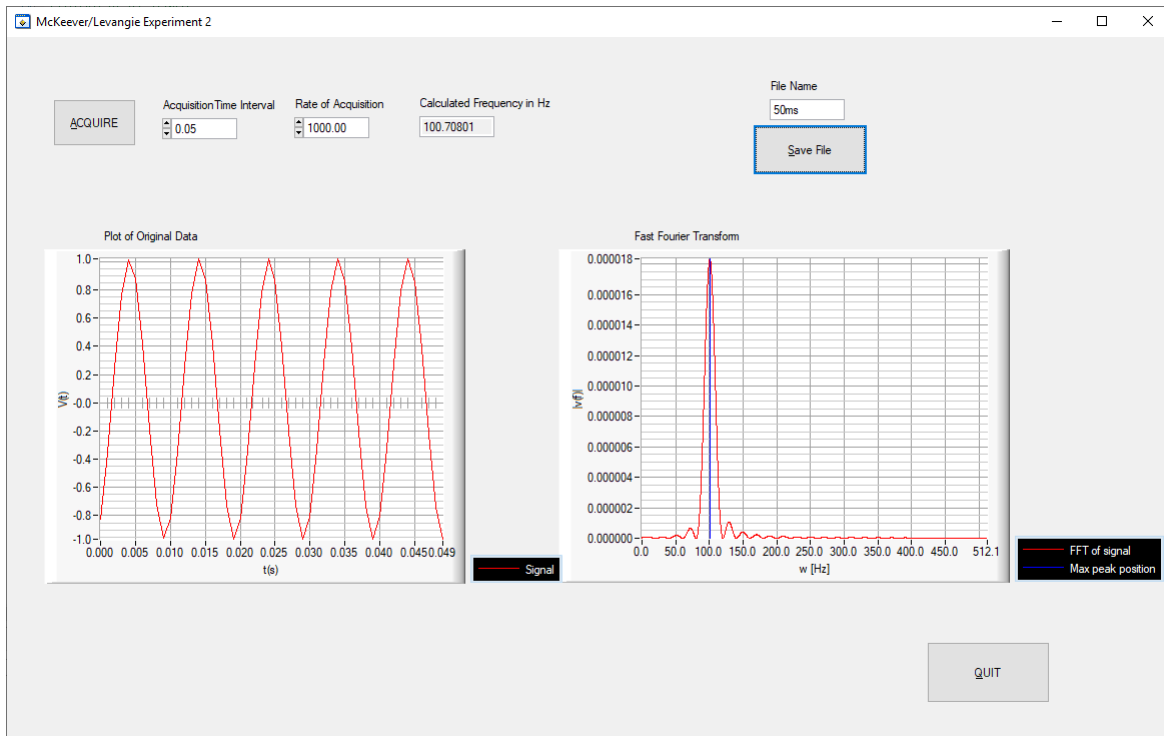 McKeever/Levangie Experiment 2
ACQUIRE
Acquisition Time Interval
0.05
Rate of Acquisition
1000.00
Calculated Frequency in Hz
100.70801
File Name
50ms
Save File
Plot of Original Data
1.0
0.8
0.6
0.4
0.2
-0.0
-0.2
-0.4
-0.6
-0.8
-1.0
V(t)
0.000 0.005 0.010 0.015 0.020 0.025 0.030 0.035 0.040 0.045 0.049
t(s)
Signal
Fast Fourier Transform
0.000018
0.000016
0.000014
0.000012
0.000010
0.000008
0.000006
0.000004
0.000002
0.000000
|v(f)|
0.0 50.0 100.0 150.0 200.0 250.0 300.0 350.0 400.0 450.0 512.1
w [Hz]
FFT of signal
Max peak position
QUIT